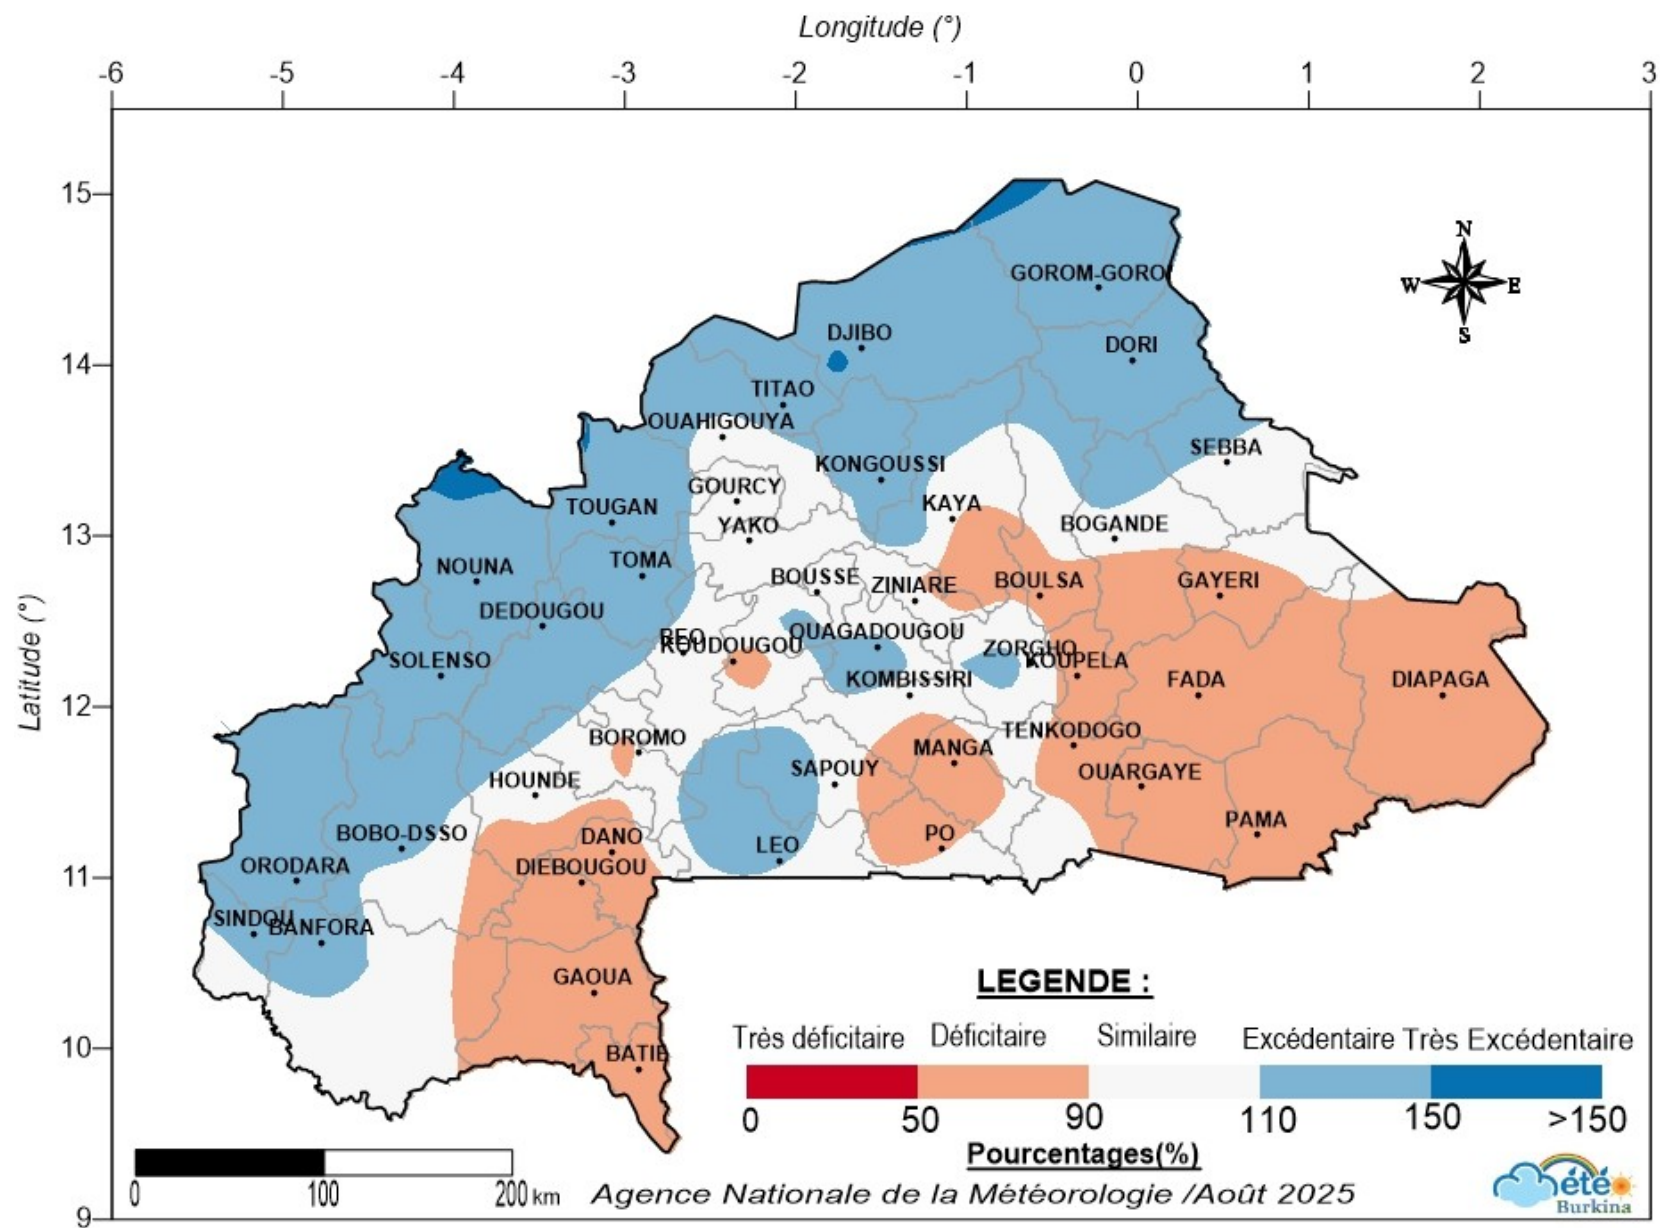 Longitude (°)
-6 -5 -4 -3 -2 -1 0 1 2 3
15
N
W E
S
GOROM-GORO
DJIBO
DORI
14
TITAO
OUAHIGOUYA
SEBBA
KONGOUSSI
GOURCY
KAYA
TOUGAN
YAKO
BOGANDE
13
NOUNA
TOMA
BOUSSE
ZINIARE
BOULSA
GAYERI
DEDOUGOU
OUAGADOUGOU
REO
KOUDOUGOU
ZORGHO
SOLENSO
KOUPELA
KOMBISSIRI
FADA
DIAPAGA
Latitude (°)
12
BOROMO
TENKODOGO
MANGA
HOUNDE
SAPOUY
OUARGAYE
BOBO-DSSO
DANO
LEO
PO
PAMA
ORODARA
DIEBOUGOU
11
SINDOU
BANFORA
GAOUA
LEGENDE :
Très déficitaire Déficitaire Similaire Excédentaire Très Excédentaire
10
BATIE
0 50 90 110 150 >150
Pourcentages(%)
0 100 200 km
Agence Nationale de la Météorologie /Août 2025
été
Burkina
9